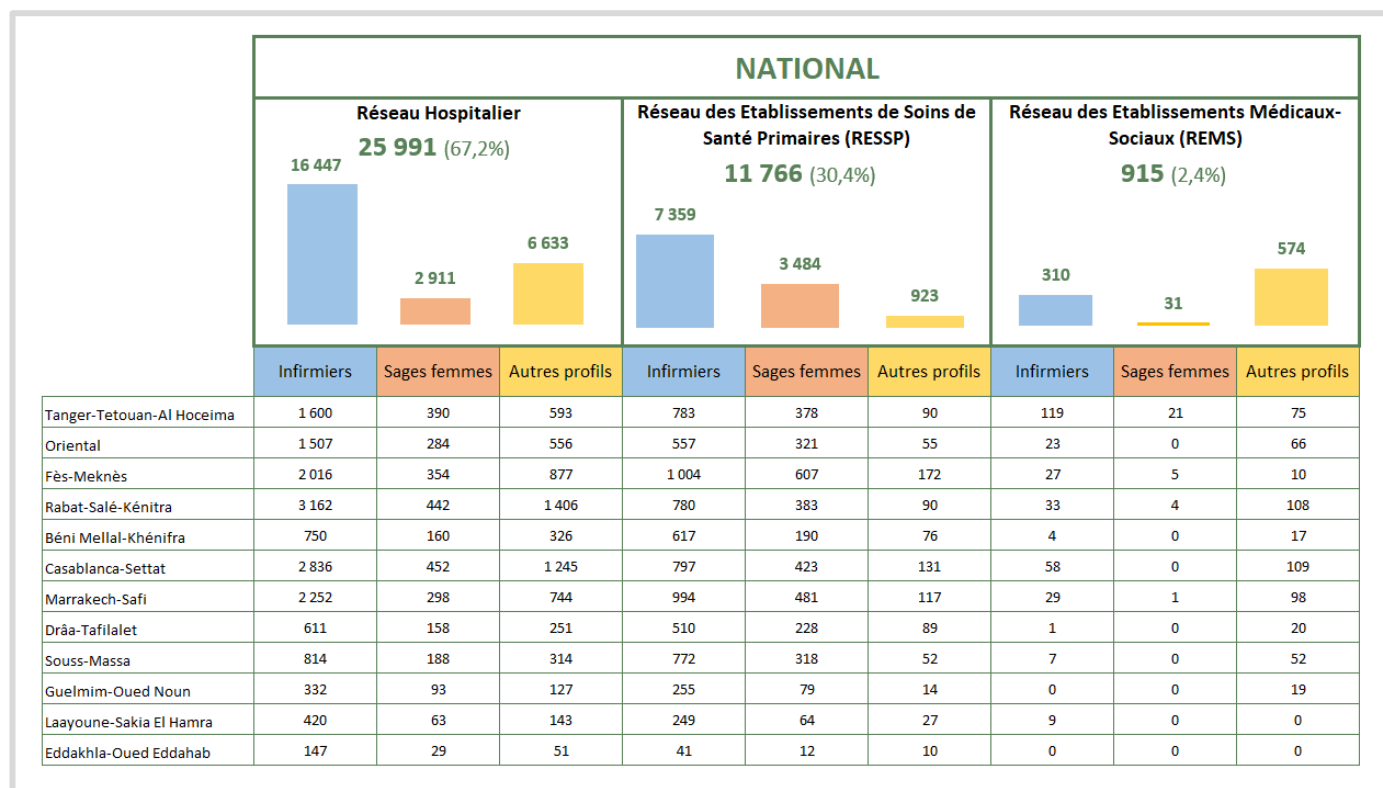 NATIONAL
Réseau Hospitalier
25 991 (67,2%)
16 447
2 911
6 633
Réseau des Etablissements de Soins de
Santé Primaires (RESSP)
11 766 (30,4%)
7 359
3 484
923
Réseau des Etablissements Médicaux-
Sociaux (REMS)
915 (2,4%)
310
31
574
Infirmiers Sages femmes Autres profils Infirmiers Sages femmes Autres profils Infirmiers Sages femmes Autres profils
Tanger-Tetouan-Al Hoceima 1 600 390 593 783 378 90 119 21 75
Oriental 1 507 284 556 557 321 55 23 0 66
Fès-Meknès 2 016 354 877 1 004 607 172 27 5 10
Rabat-Salé-Kénitra 3 162 442 1 406 780 383 90 33 4 108
Béni Mellal-Khénifra 750 160 326 617 190 76 4 0 17
Casablanca-Settat 2 836 452 1 245 797 423 131 58 0 109
Marrakech-Safi 2 252 298 744 994 481 117 29 1 98
Drâa-Tafilalet 611 158 251 510 228 89 1 0 20
Souss-Massa 814 188 314 772 318 52 7 0 52
Guelmim-Oued Noun 332 93 127 255 79 14 0 0 19
Laayoune-Sakia El Hamra 420 63 143 249 64 27 9 0 0
Eddakhla-Oued Eddahab 147 29 51 41 12 10 0 0 0